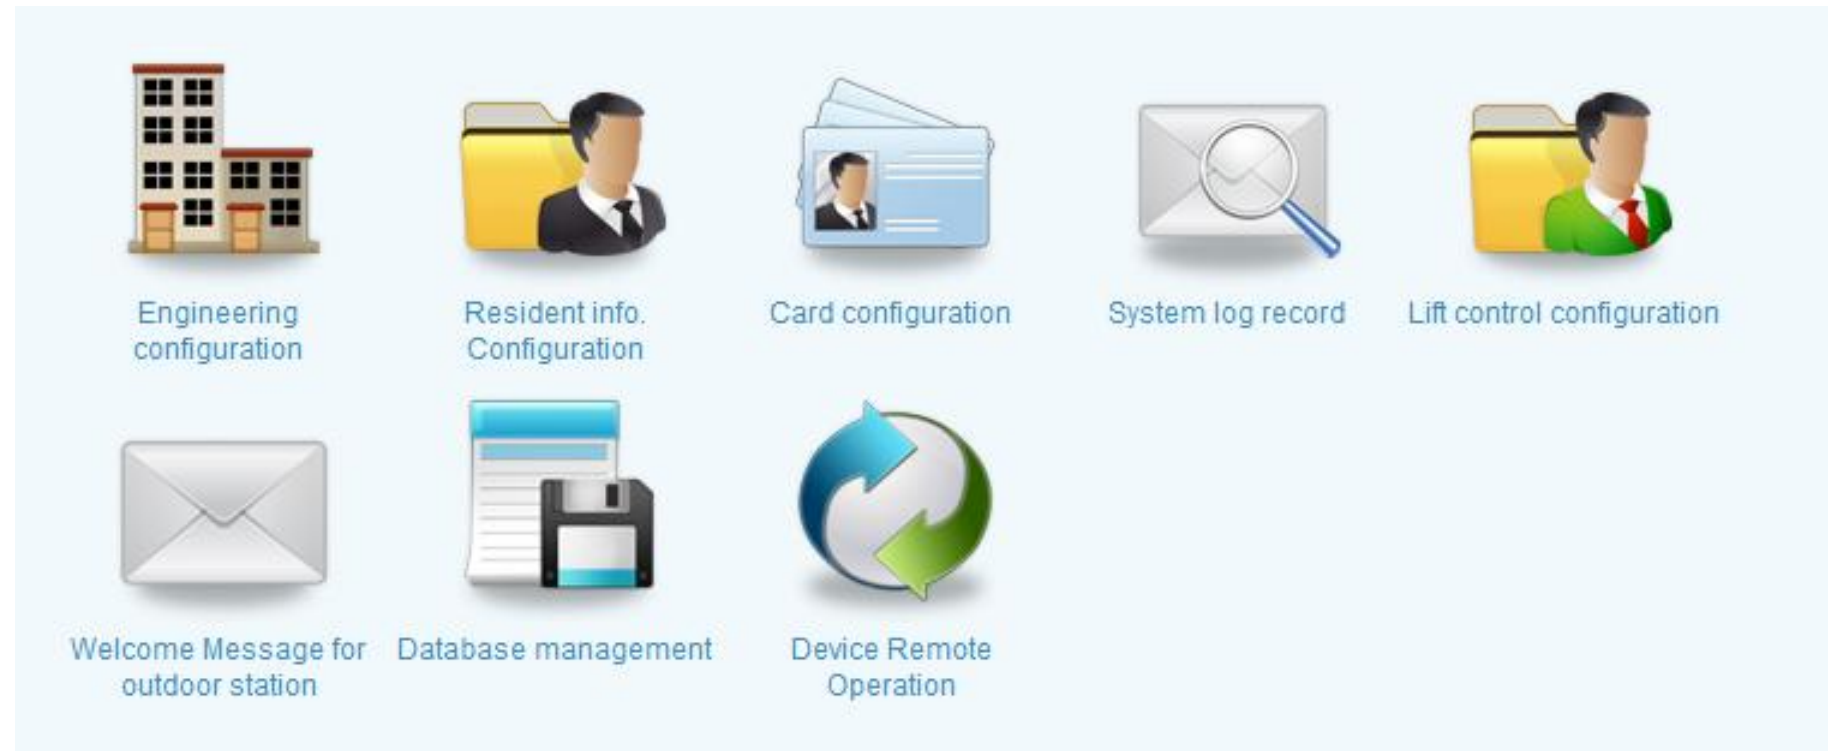 Engineering
configuration
Resident info.
Configuration
Card configuration
System log record
Lift control configuration
Welcome Message for
outdoor station
Database management
Device Remote
Operation